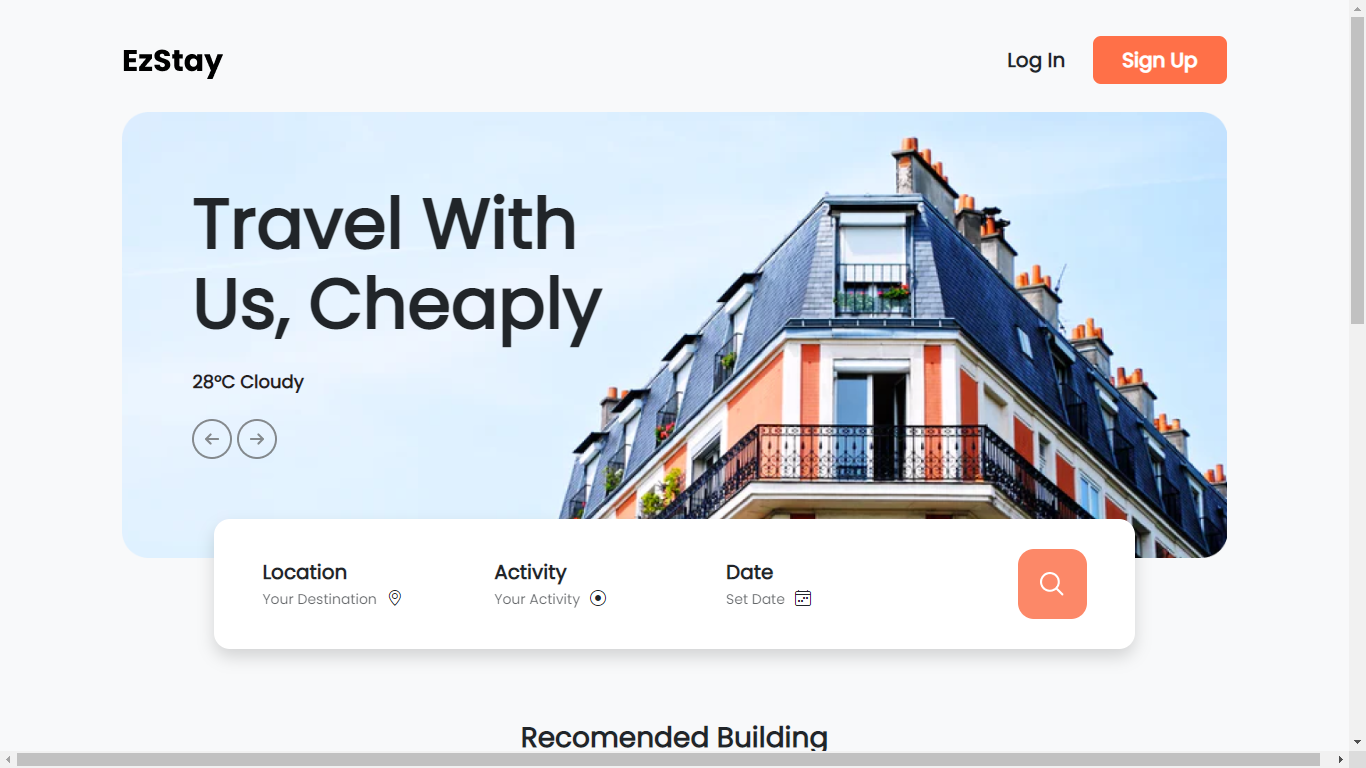 EzStay
Log In
Sign Up
Travel With
Us, Cheaply
28°C Cloudy
Location
Your Destination
Activity
Your Activity
Date
Set Date
Recomended Building